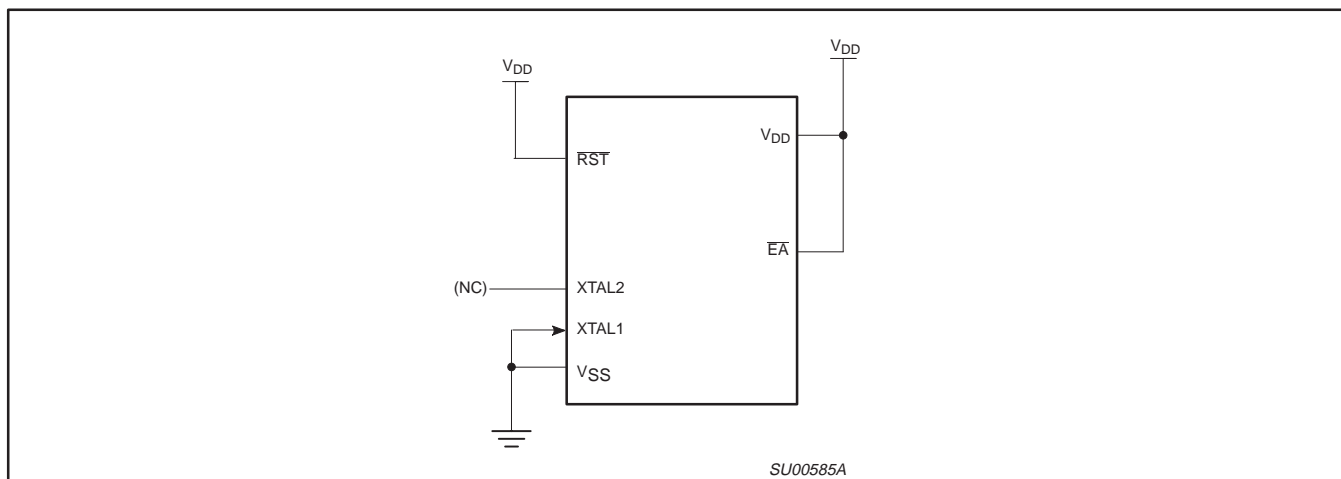 VDD
VDD
VDD
RST
EA
(NC)
XTAL2
XTAL1
VSS
SU00585A